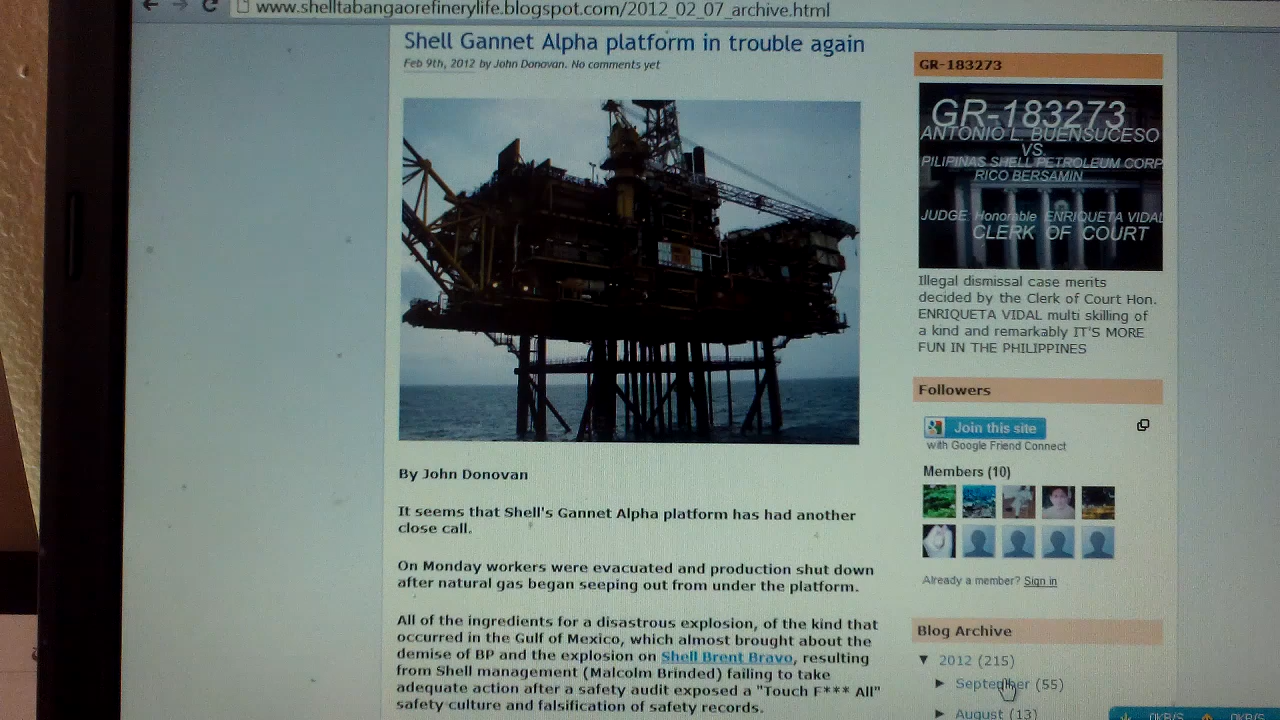 www.shelltabangaorefinerylife.blogspot.com/2012_02_07_archive.html
Shell Gannet Alpha platform in trouble again
Feb 9th, 2012 by John Donovan. No comments yet
By John Donovan
It seems that Shell's Gannet Alpha platform has had another
close call.
On Monday workers were evacuated and production shut down
after natural gas began seeping out from under the platform.
All of the ingredients for a disastrous explosion, of the kind that
occurred in the Gulf of Mexico, which almost brought about the
demise of BP and the explosion on Shell Brent Bravo, resulting
from Shell management (Malcolm Brinded) failing to take
adequate action after a safety audit exposed a "Touch F*** All"
safety culture and falsification of safety records.
GR-183273
GR-183273
ANTONIO L. BUENSUCESO
VS.
PILIPINAS SHELL PETROLEUM CORP
RICO BERSAMIN
JUDGE Honorable ENRIQUETA VIDAL
CLERK OF COURT
Illegal dismissal case merits
decided by the Clerk of Court Hon.
ENRIQUETA VIDAL multi skilling of
a kind and remarkably IT'S MORE
FUN IN THE PHILIPPINES
Followers
Join this site
with Google Friend Connect
Members (10)
Already a member? Sign in
Blog Archive
▼ 2012 (215)
► September (55)
► August (13)
0KB/S 0KB/S